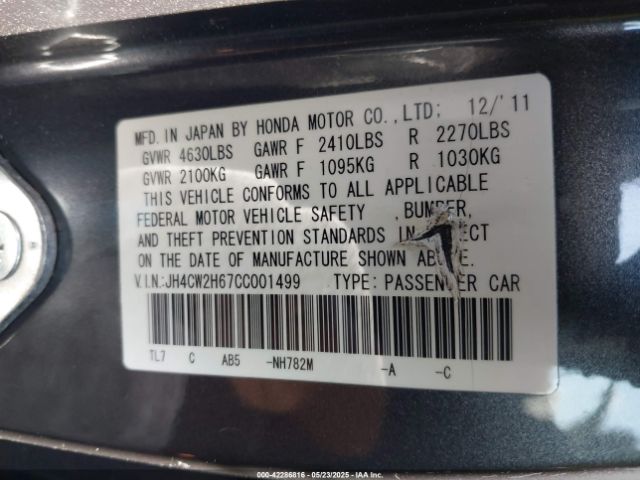 MFD. IN JAPAN BY HONDA MOTOR CO., LTD; 12/'11
GVWR 4630LBS GAWR F 2410LBS R 2270LBS
GVWR 2100KG GAWR F 1095KG R 1030KG
THIS VEHICLE CONFORMS TO ALL APPLICABLE
FEDERAL MOTOR VEHICLE SAFETY , BUMPER,
AND THEFT PREVENTION STANDARDS IN EFFECT
ON THE DATE OF MANUFACTURE SHOWN ABOVE.
V.I.N:JH4CW2H67CC001499 TYPE: PASSENGER CAR
TL7 C AB5 -NH782M -A -C
000-42286816 - 05/23/2025 - IAA Inc.